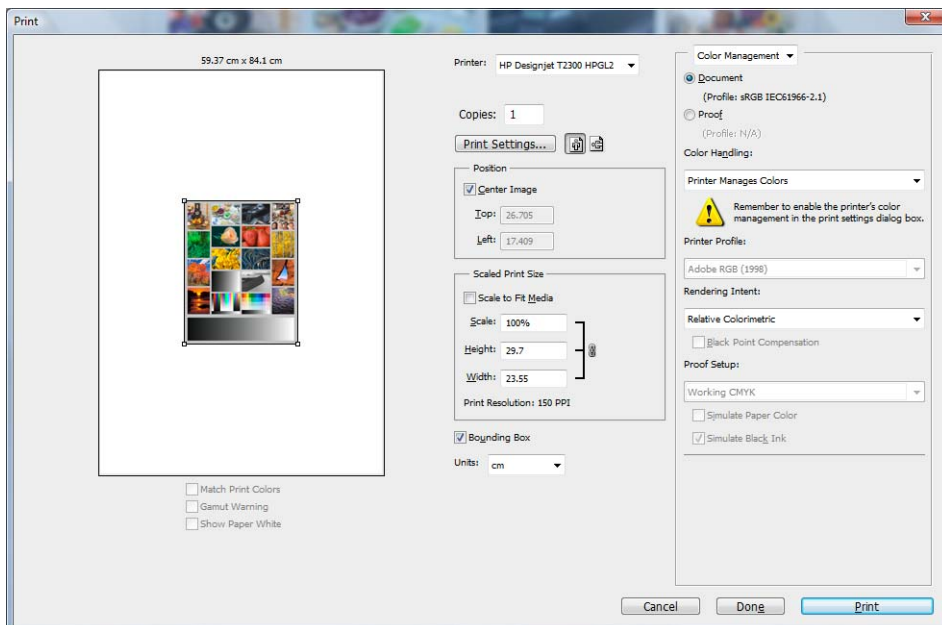 Print
59.37 cm x 84.1 cm
Match Print Colors
Gamut Warning
Show Paper White
Printer: HP Designjet T2300 HPGL2
Copies: 1
Print Settings...
Position
Center Image
Top: 26.705
Left: 17.409
Scaled Print Size
Scale to Fit Media
Scale: 100%
Height: 29.7
Width: 23.55
Print Resolution: 150 PPI
Bounding Box
Units: cm
Color Management
Document
(Profile: sRGB IEC61966-2.1)
Proof
(Profile: N/A)
Color Handling:
Printer Manages Colors
Remember to enable the printer's color
management in the print settings dialog box.
Printer Profile:
Adobe RGB (1998)
Rendering Intent:
Relative Colorimetric
Black Point Compensation
Proof Setup:
Working CMYK
Simulate Paper Color
Simulate Black Ink
Cancel
Done
Print